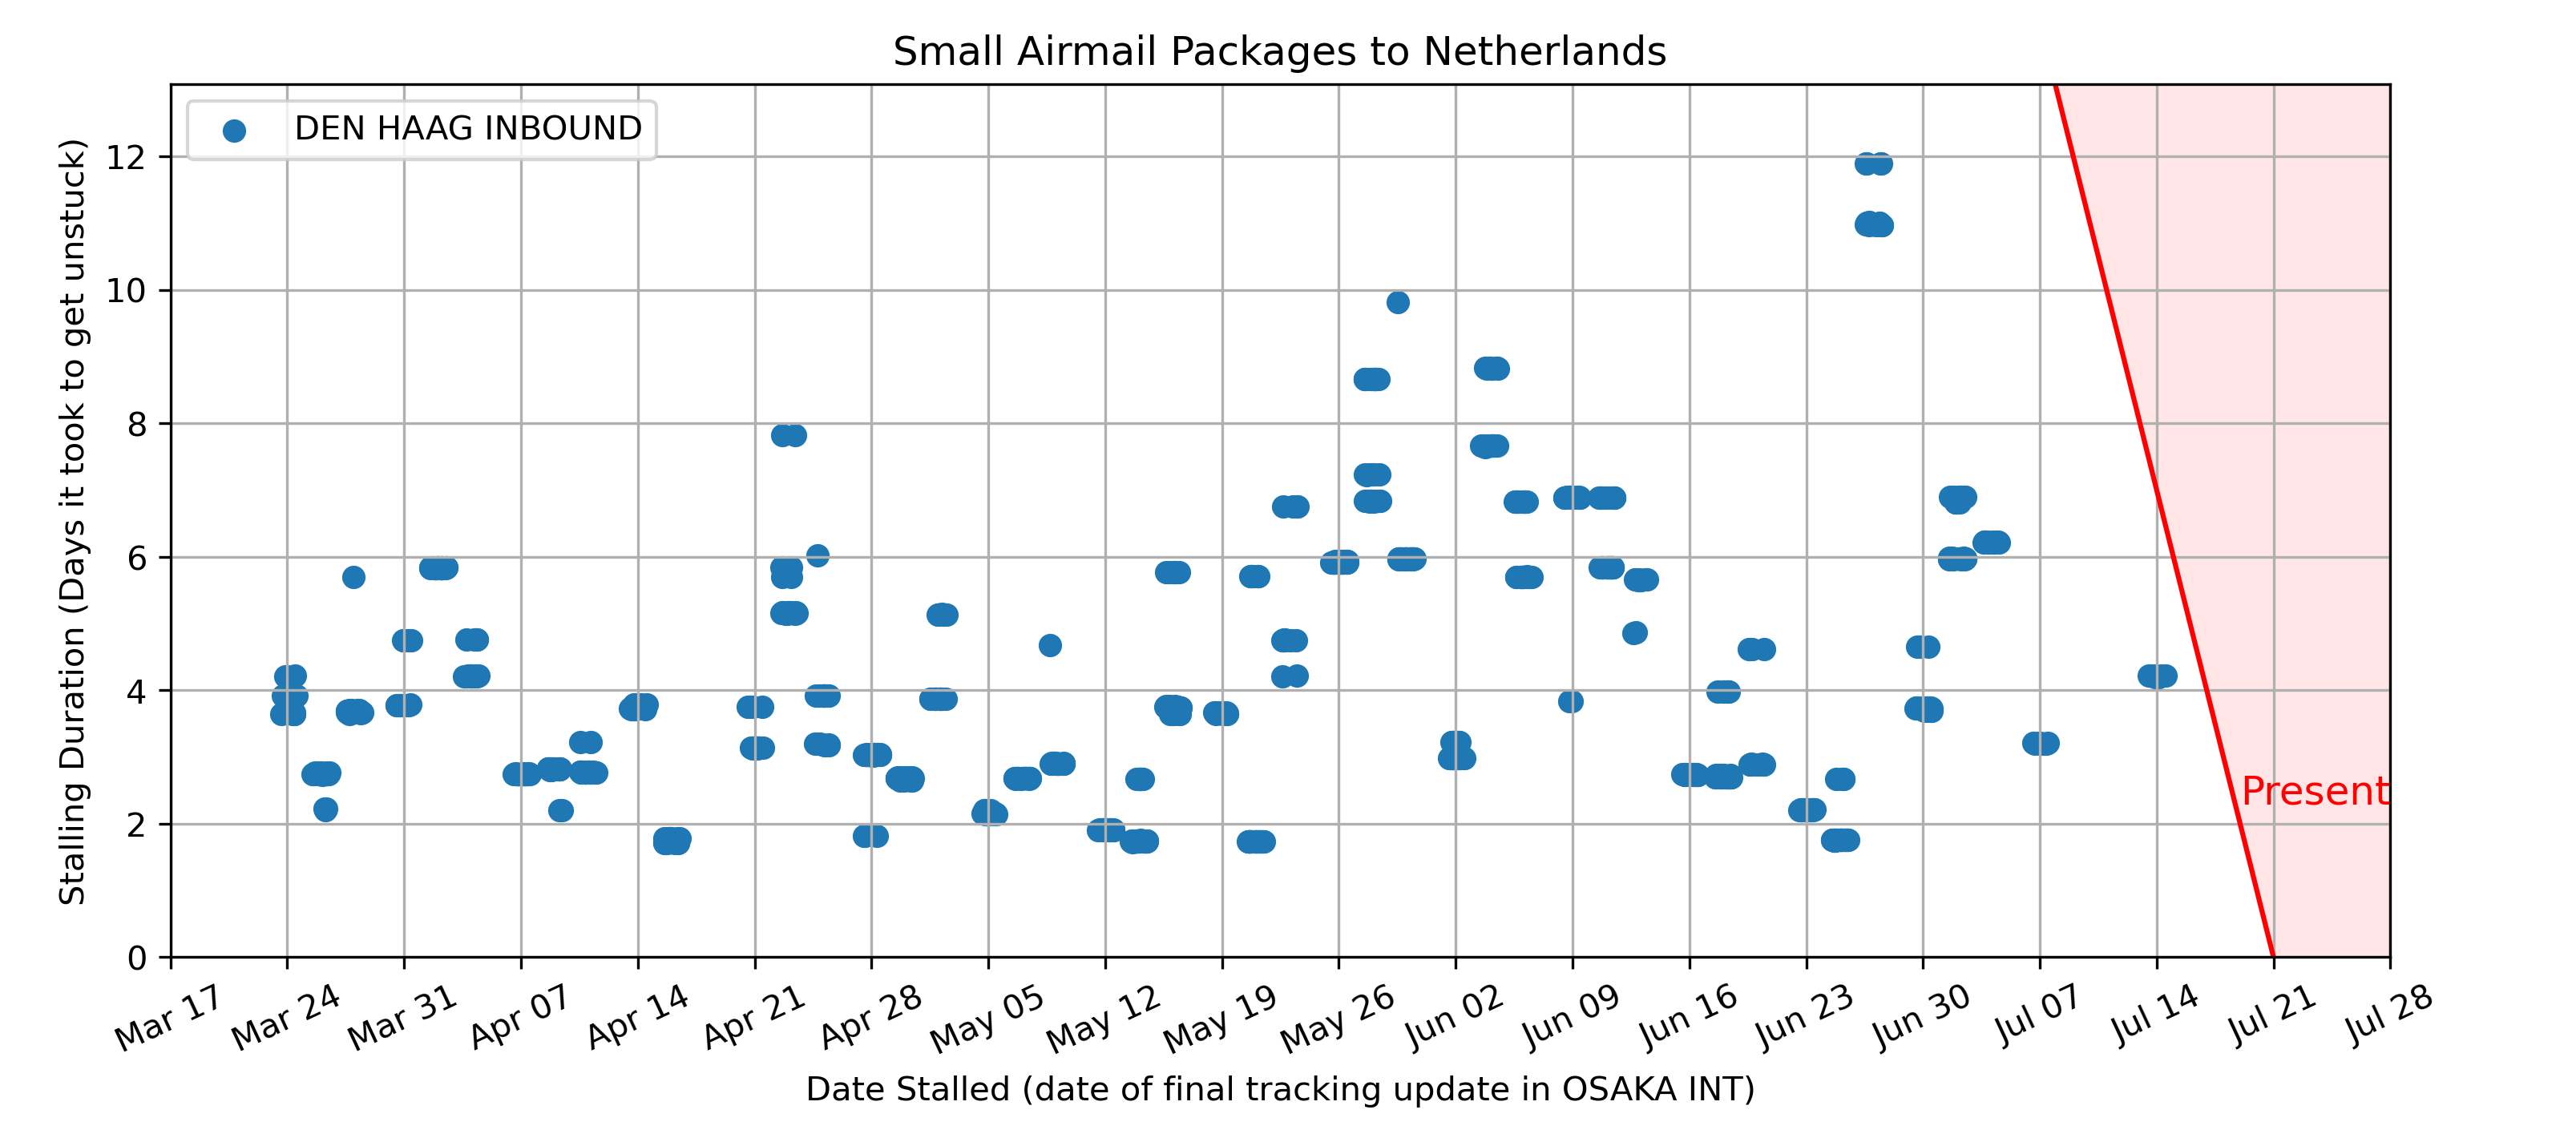 Small Airmail Packages to Netherlands
DEN HAAG INBOUND
Stalling Duration (Days it took to get unstuck)
12
10
8
6
4
2
0
Present
Mar 17
Mar 24
Mar 31
Apr 07
Apr 14
Apr 21
Apr 28
May 05
May 12
May 19
May 26
Jun 02
Jun 09
Jun 16
Jun 23
Jun 30
Jul 07
Jul 14
Jul 21
Jul 28
Date Stalled (date of final tracking update in OSAKA INT)